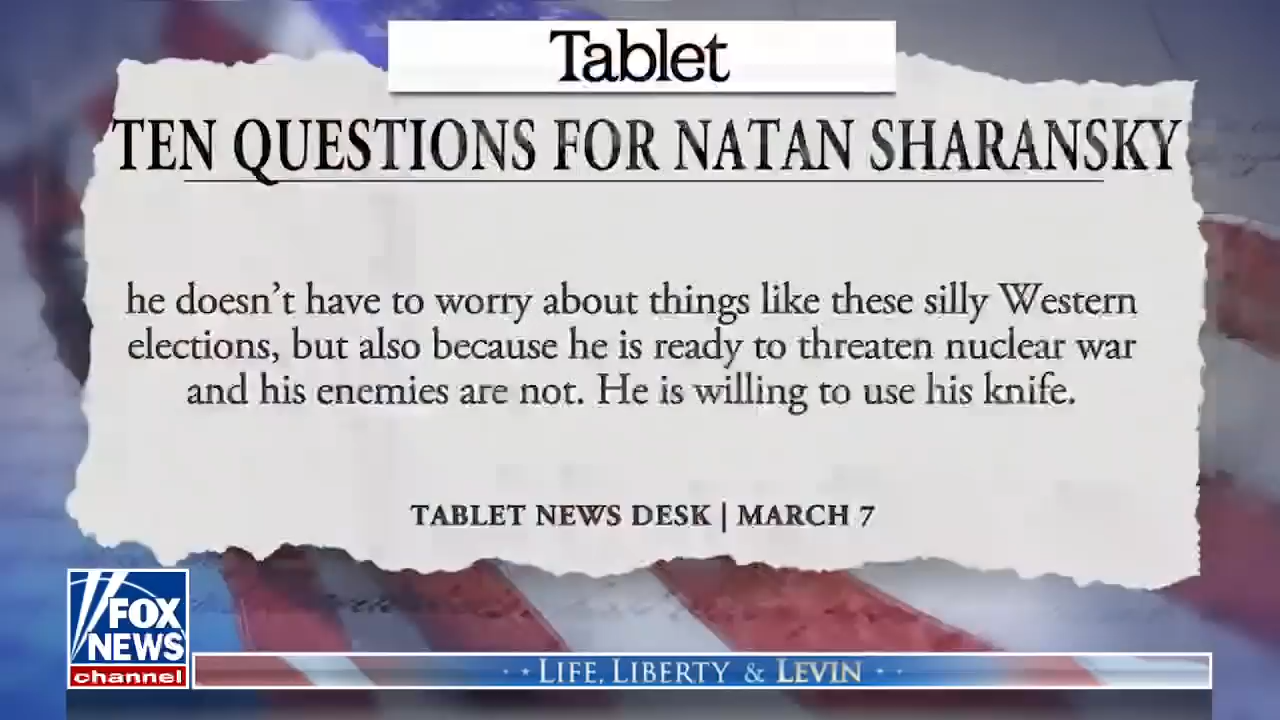 Tablet
TEN QUESTIONS FOR NATAN SHARANSKY
he doesn't have to worry about things like these silly Western
elections, but also because he is ready to threaten nuclear war
and his enemies are not. He is willing to use his knife.
TABLET NEWS DESK | MARCH 7
FOX
NEWS
channel
LIFE, LIBERTY & LEVIN